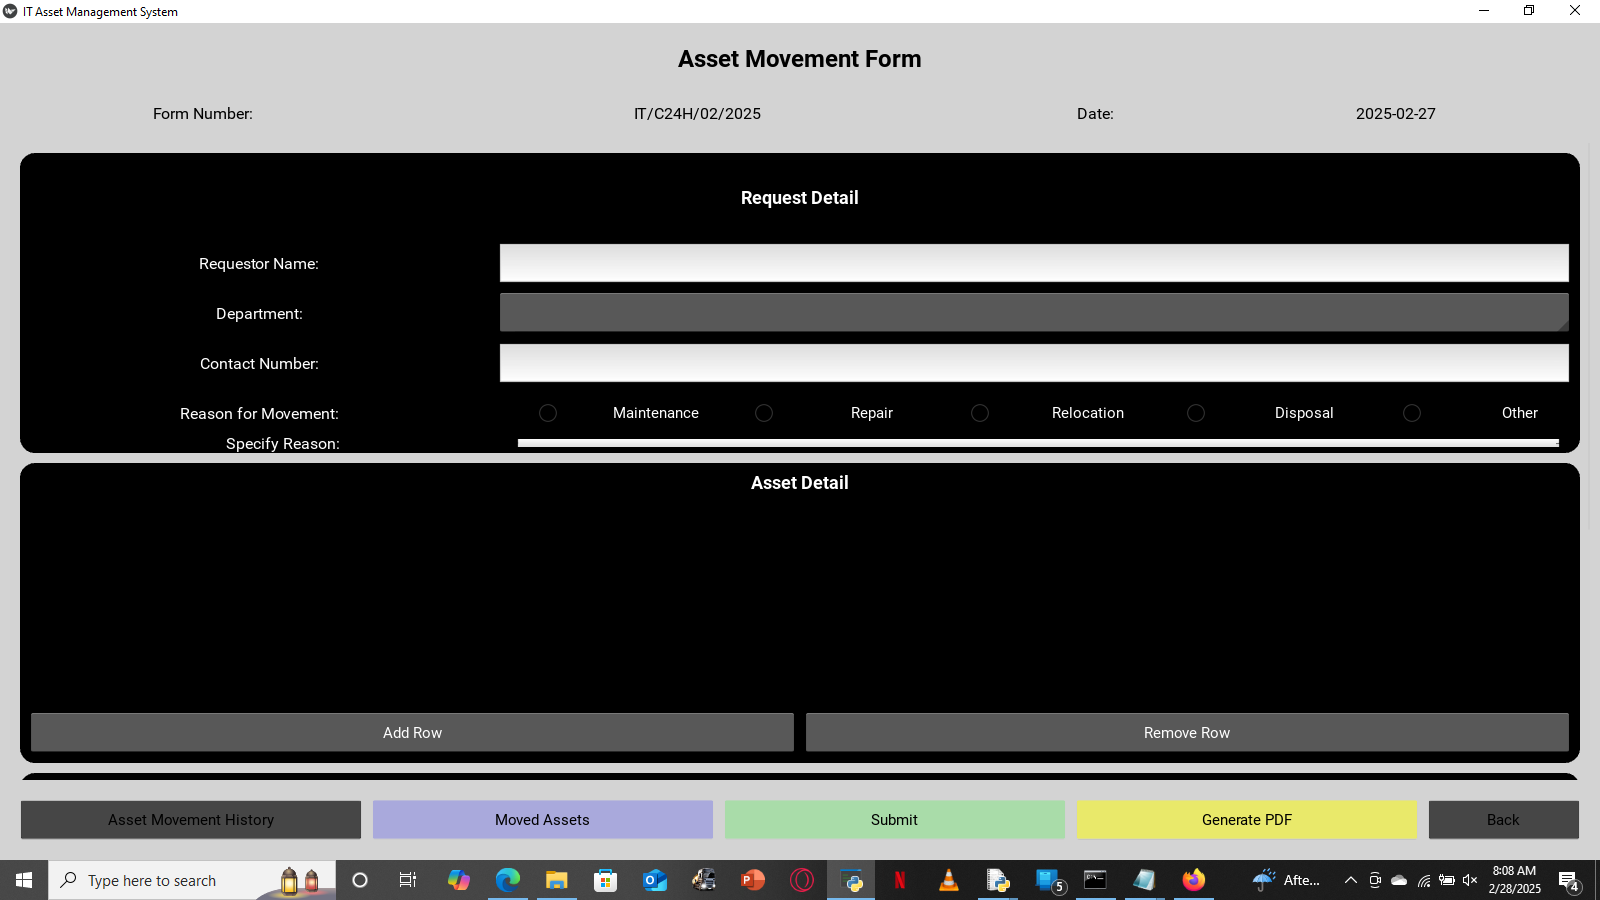 IT Asset Management System
Asset Movement Form
Form Number: IT/C24H/02/2025 Date: 2025-02-27
Request Detail
Requestor Name:
Department:
Contact Number:
Reason for Movement: Maintenance Repair Relocation Disposal Other
Specify Reason:
Asset Detail
Add Row Remove Row
Asset Movement History Moved Assets Submit Generate PDF Back
Type here to search
5
Afte...
8:08 AM
2/28/2025
4